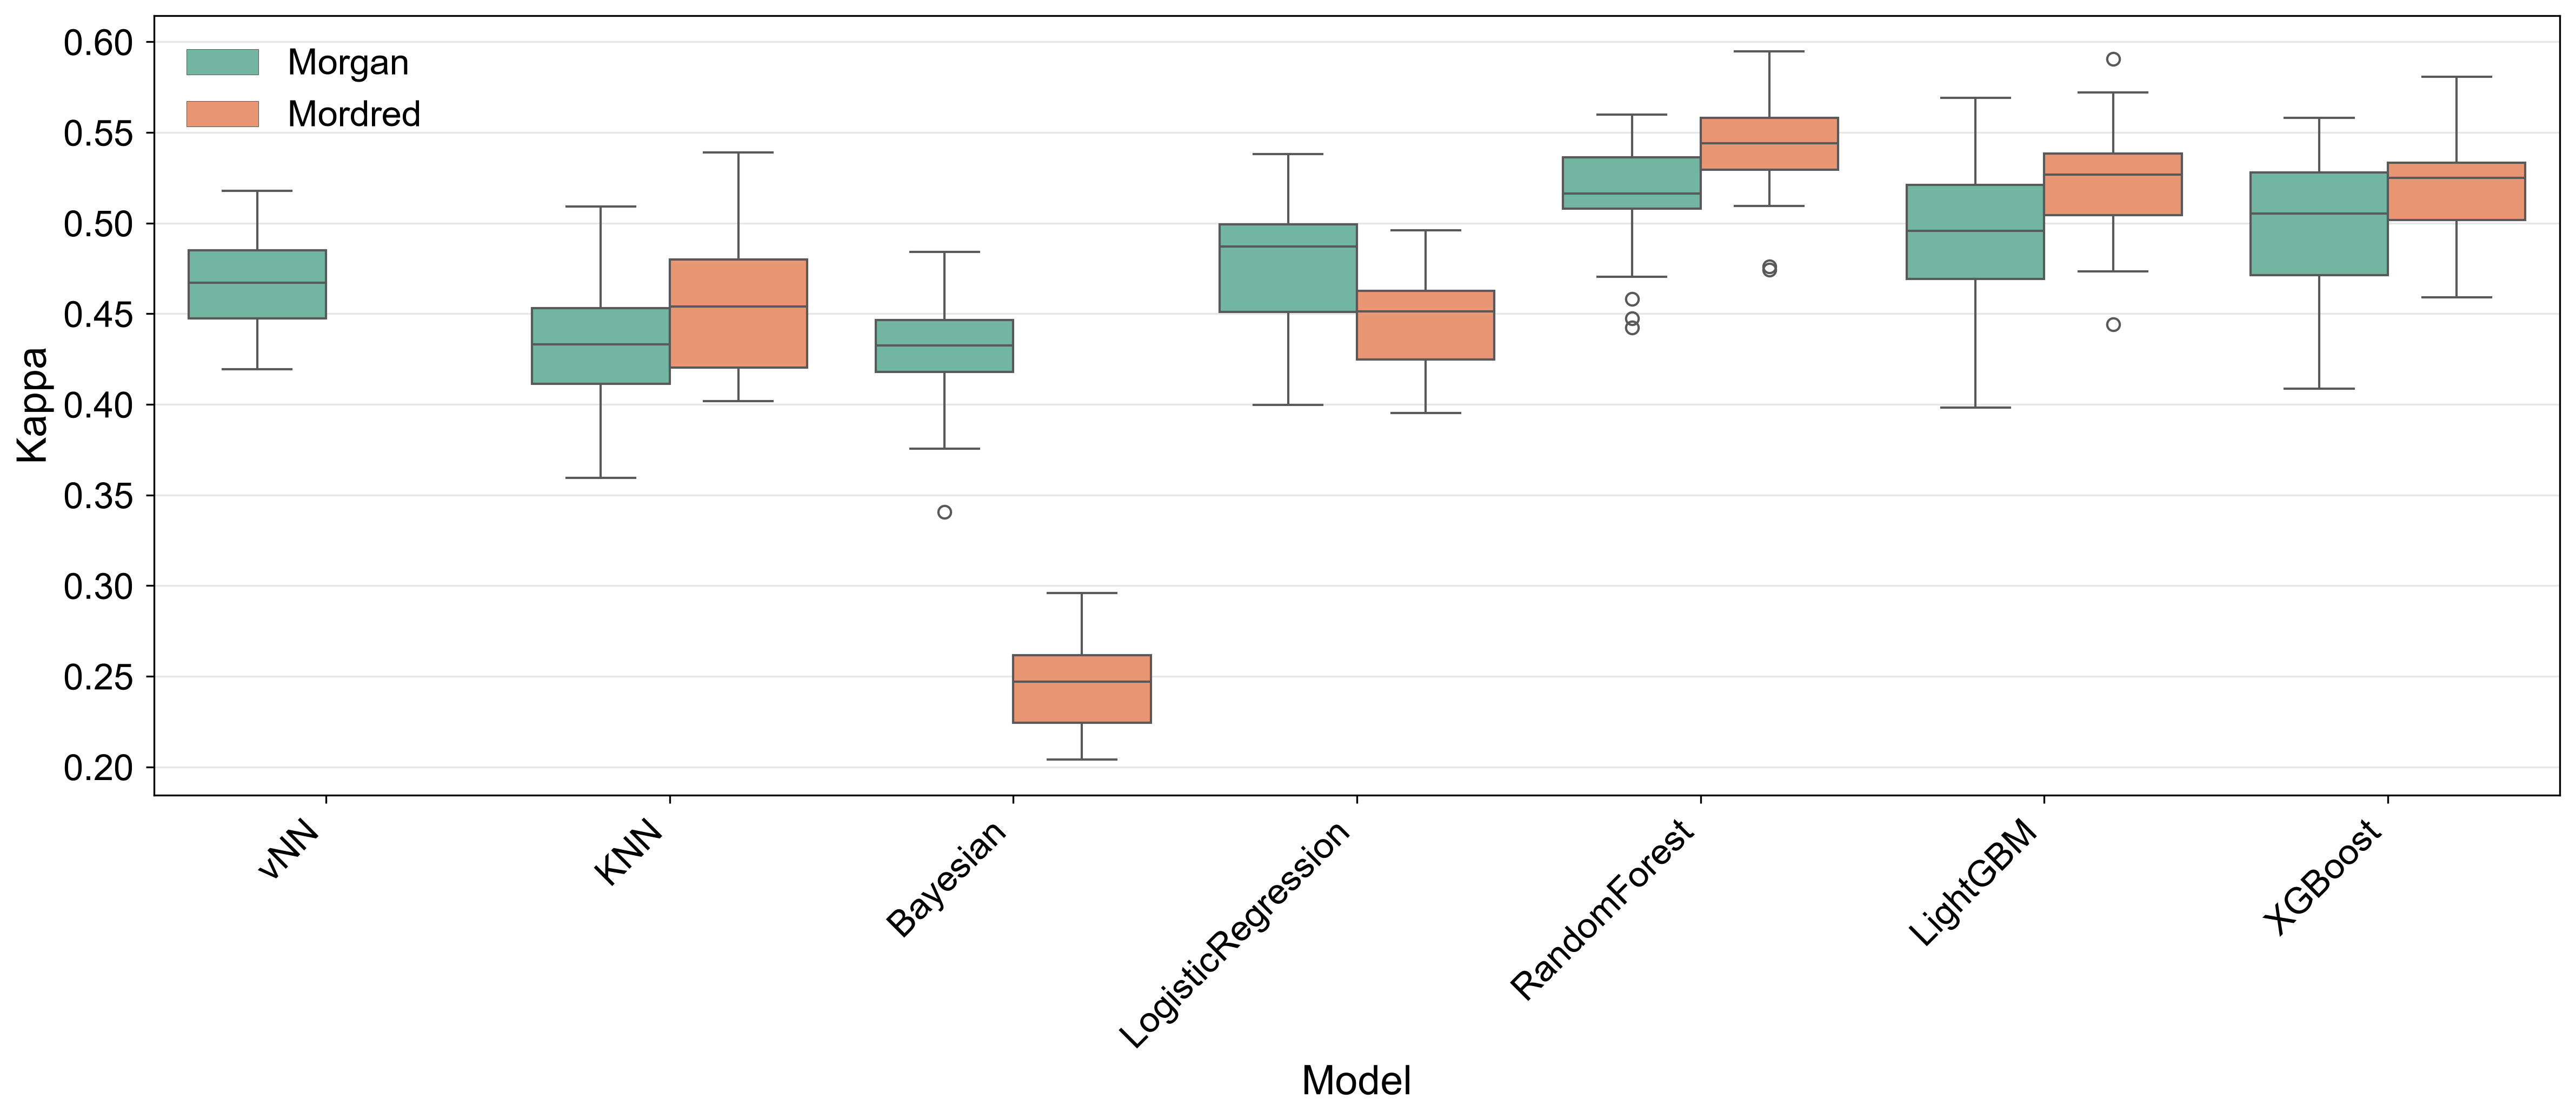 Morgan
Mordred
Kappa
0.60
0.55
0.50
0.45
0.40
0.35
0.30
0.25
0.20
vNN
KNN
Bayesian
LogisticRegression
RandomForest
LightGBM
XGBoost
Model